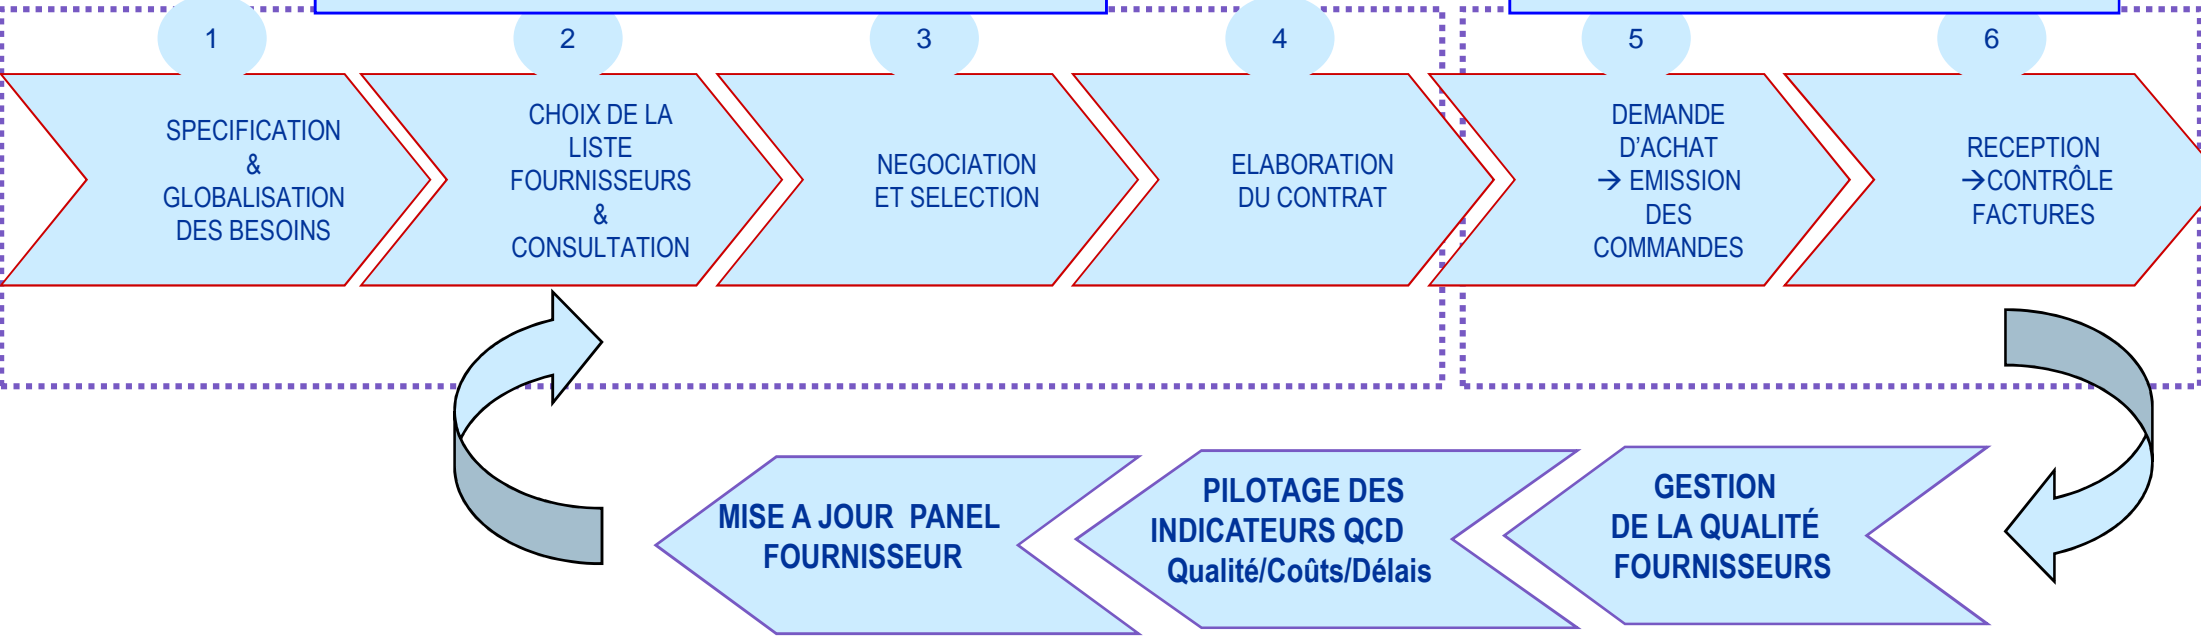 1
2
3
4
5
6
SPECIFICATION
&
GLOBALISATION
DES BESOINS
CHOIX DE LA
LISTE
FOURNISSEURS
&
CONSULTATION
NEGOCIATION
ET SELECTION
ELABORATION
DU CONTRAT
DEMANDE
D'ACHAT
→ EMISSION
DES
COMMANDES
RECEPTION
→CONTRÔLE
FACTURES
MISE A JOUR PANEL
FOURNISSEUR
PILOTAGE DES
INDICATEURS QCD
Qualité/Coûts/Délais
GESTION
DE LA QUALITÉ
FOURNISSEURS